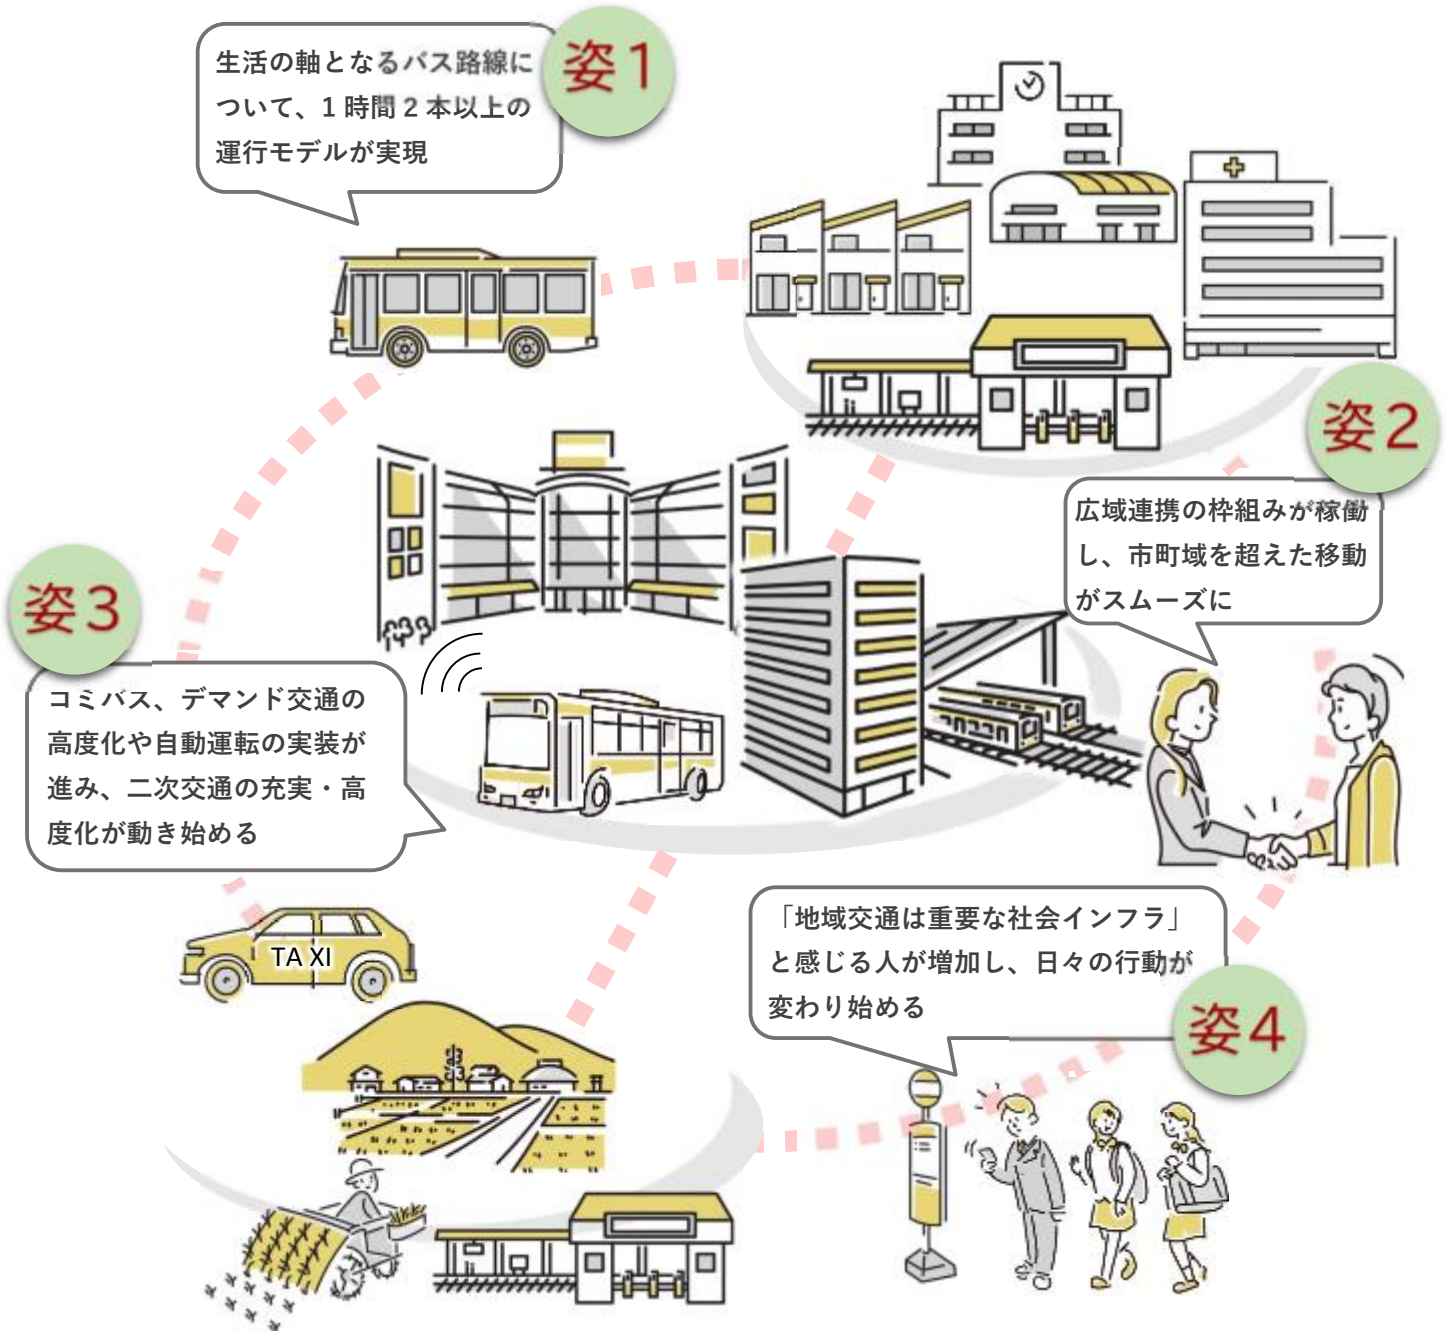 姿1
生活の軸となるバス路線に
ついて、1時間2本以上の
運行モデルが実現
姿2
広域連携の枠組みが稼働
し、市町域を超えた移動
がスムーズに
姿3
コミバス、デマンド交通の
高度化や自動運転の実装が
進み、二次交通の充実・高
度化が動き始める
TAXI
「地域交通は重要な社会インフラ」
と感じる人が増加し、日々の行動が
変わり始める
姿4